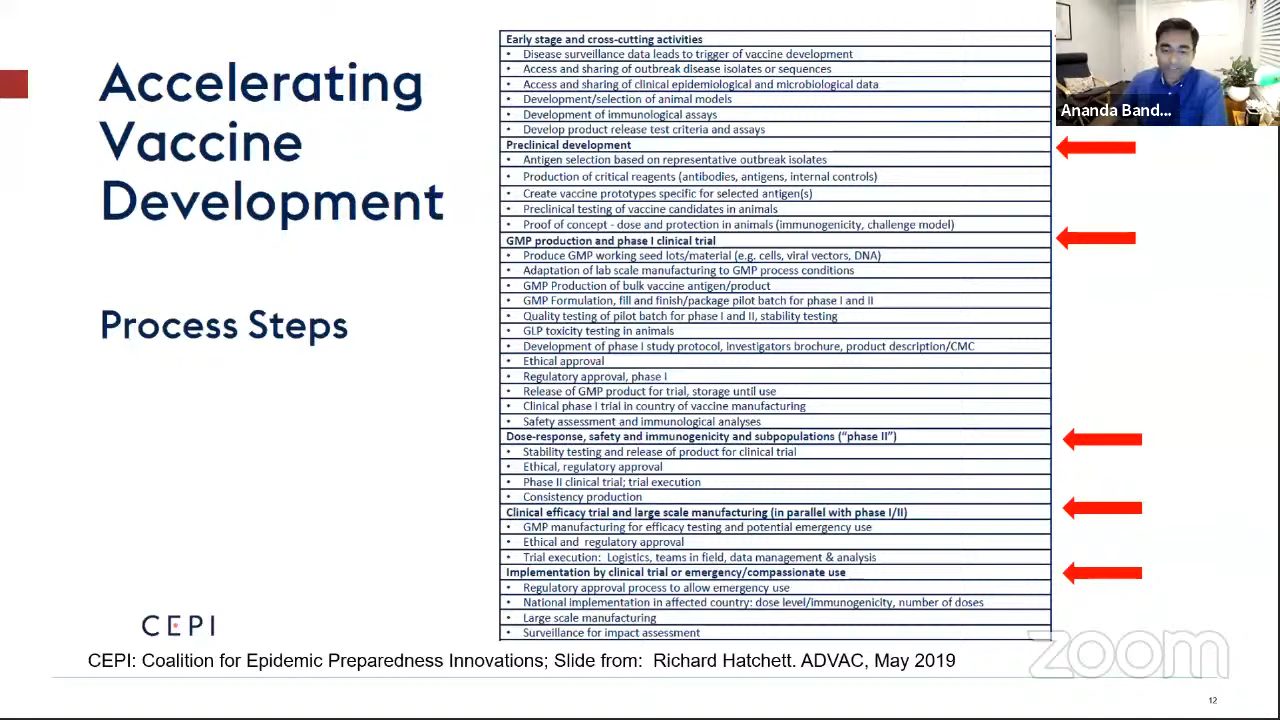 Accelerating
Vaccine
Development
Process Steps
Early stage and cross-cutting activities
• Disease surveillance data leads to trigger of vaccine development
• Access and sharing of outbreak disease isolates or sequences
• Access and sharing of clinical epidemiological and microbiological data
• Development/selection of animal models
• Development of immunological assays
• Develop product release test criteria and assays
Preclinical development
• Antigen selection based on representative outbreak isolates
• Production of critical reagents (antibodies, antigens, internal controls)
• Create vaccine prototypes specific for selected antigen(s)
• Preclinical testing of vaccine candidates in animals
• Proof of concept - dose and protection in animals (immunogenicity, challenge model)
GMP production and phase I clinical trial
• Produce GMP working seed lots/material (e.g. cells, viral vectors, DNA)
• Adaptation of lab scale manufacturing to GMP process conditions
• GMP Production of bulk vaccine antigen/product
• GMP Formulation, fill and finish/package pilot batch for phase I and II
• Quality testing of pilot batch for phase I and II, stability testing
• GLP toxicity testing in animals
• Development of phase I study protocol, investigators brochure, product description/CMC
• Ethical approval
• Regulatory approval, phase I
• Release of GMP product for trial, storage until use
• Clinical phase I trial in country of vaccine manufacturing
• Safety assessment and immunological analyses
Dose-response, safety and immunogenicity and subpopulations (“phase II”)
• Stability testing and release of product for clinical trial
• Ethical, regulatory approval
• Phase II clinical trial; trial execution
• Consistency production
Clinical efficacy trial and large scale manufacturing (in parallel with phase I/II)
• GMP manufacturing for efficacy testing and potential emergency use
• Ethical and regulatory approval
• Trial execution: Logistics, teams in field, data management & analysis
Implementation by clinical trial or emergency/compassionate use
• Regulatory approval process to allow emergency use
• National implementation in affected country: dose level/immunogenicity, number of doses
• Large scale manufacturing
• Surveillance for impact assessment
Ananda Band...
CEPI
CEPI: Coalition for Epidemic Preparedness Innovations; Slide from: Richard Hatchett. ADVAC, May 2019
zoom
12